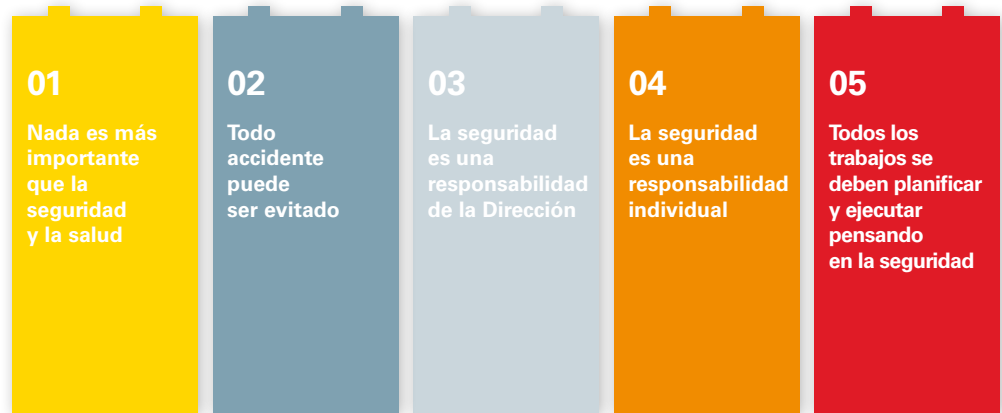 01
Nada es más
importante
que la
seguridad
y la salud
02
Todo
accidente
puede
ser evitado
03
La seguridad
es una
responsabilidad
de la Dirección
04
La seguridad
es una
responsabilidad
individual
05
Todos los
trabajos se
deben planificar
y ejecutar
pensando
en la seguridad